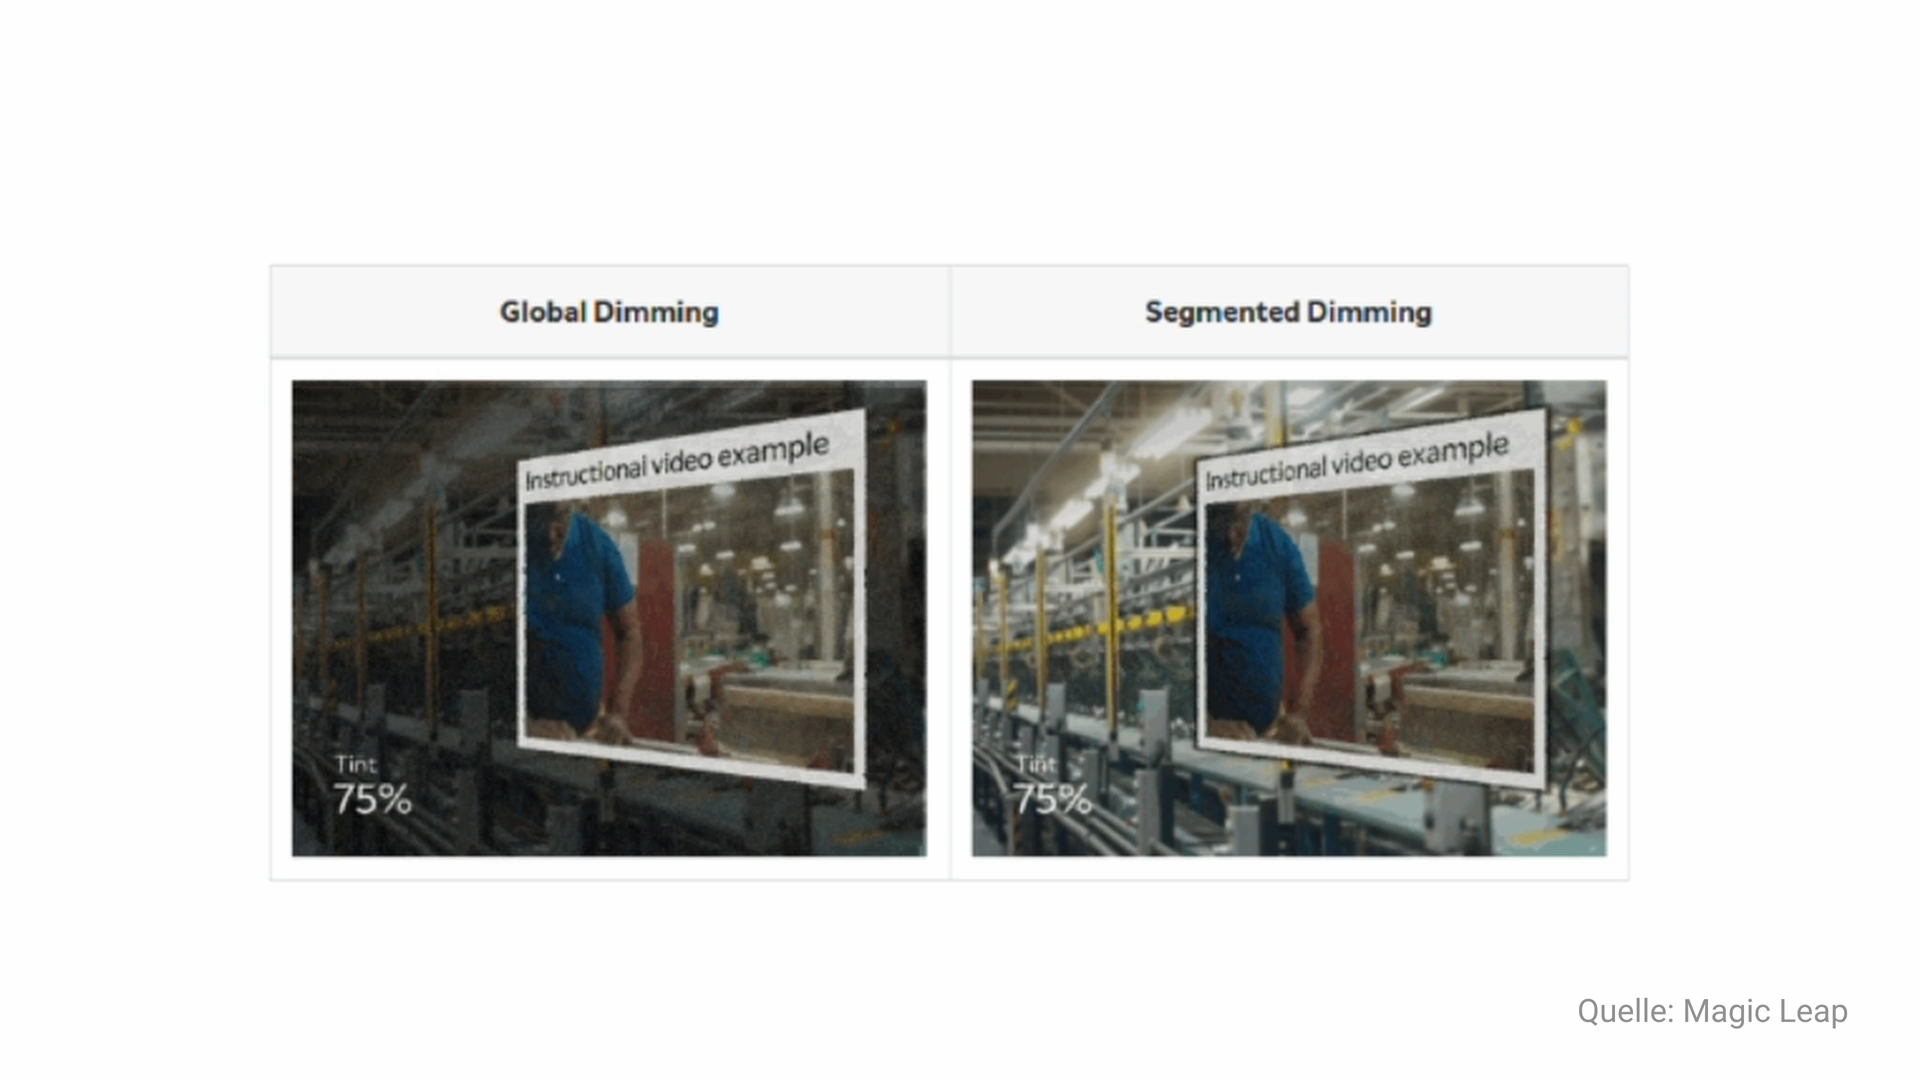 Global Dimming
Segmented Dimming
Instructional video example
Tint
75%
Instructional video example
Tint
75%
Quelle: Magic Leap